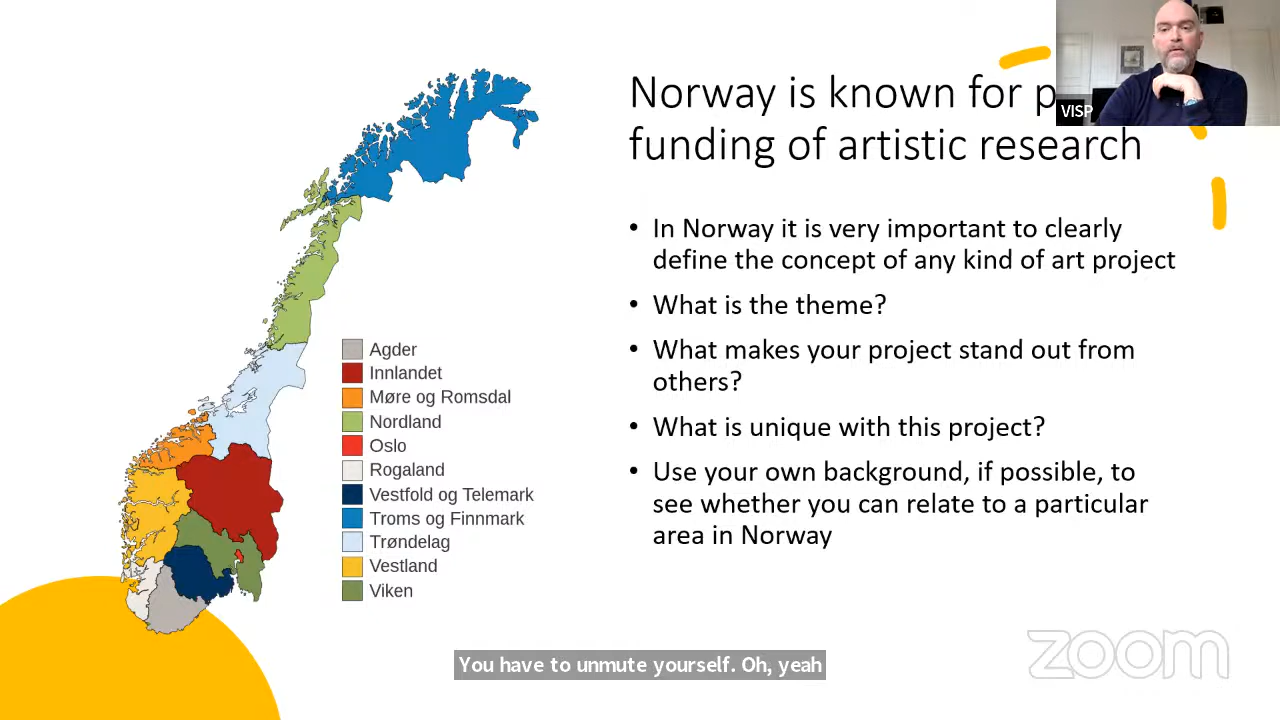 Norway is known for p
funding of artistic research
VISP
• In Norway it is very important to clearly
define the concept of any kind of art project
• What is the theme?
• What makes your project stand out from
others?
• What is unique with this project?
• Use your own background, if possible, to
see whether you can relate to a particular
area in Norway
Agder
Innlandet
Møre og Romsdal
Nordland
Oslo
Rogaland
Vestfold og Telemark
Troms og Finnmark
Trøndelag
Vestland
Viken
You have to unmute yourself. Oh, yeah
zoom